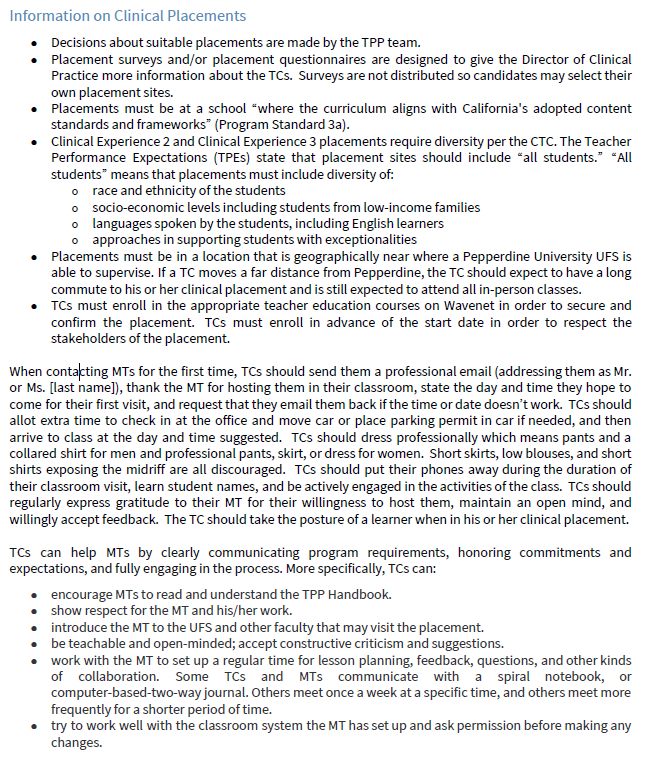 Information on Clinical Placements
• Decisions about suitable placements are made by the TPP team.
• Placement surveys and/or placement questionnaires are designed to give the Director of Clinical
Practice more information about the TCs. Surveys are not distributed so candidates may select their
own placement sites.
• Placements must be at a school “where the curriculum aligns with California's adopted content
standards and frameworks” (Program Standard 3a).
• Clinical Experience 2 and Clinical Experience 3 placements require diversity per the CTC. The Teacher
Performance Expectations (TPEs) state that placement sites should include “all students.” “All
students” means that placements must include diversity of:
o race and ethnicity of the students
o socio-economic levels including students from low-income families
o languages spoken by the students, including English learners
o approaches in supporting students with exceptionalities
• Placements must be in a location that is geographically near where a Pepperdine University UFS is
able to supervise. If a TC moves a far distance from Pepperdine, the TC should expect to have a long
commute to his or her clinical placement and is still expected to attend all in-person classes.
• TCs must enroll in the appropriate teacher education courses on Wavenet in order to secure and
confirm the placement. TCs must enroll in advance of the start date in order to respect the
stakeholders of the placement.
When contacting MTs for the first time, TCs should send them a professional email (addressing them as Mr.
or Ms. [last name]), thank the MT for hosting them in their classroom, state the day and time they hope to
come for their first visit, and request that they email them back if the time or date doesn’t work. TCs should
allot extra time to check in at the office and move car or place parking permit in car if needed, and then
arrive to class at the day and time suggested. TCs should dress professionally which means pants and a
collared shirt for men and professional pants, skirt, or dress for women. Short skirts, low blouses, and short
shirts exposing the midriff are all discouraged. TCs should put their phones away during the duration of
their classroom visit, learn student names, and be actively engaged in the activities of the class. TCs should
regularly express gratitude to their MT for their willingness to host them, maintain an open mind, and
willingly accept feedback. The TC should take the posture of a learner when in his or her clinical placement.
TCs can help MTs by clearly communicating program requirements, honoring commitments and
expectations, and fully engaging in the process. More specifically, TCs can:
• encourage MTs to read and understand the TPP Handbook.
• show respect for the MT and his/her work.
• introduce the MT to the UFS and other faculty that may visit the placement.
• be teachable and open-minded; accept constructive criticism and suggestions.
• work with the MT to set up a regular time for lesson planning, feedback, questions, and other kinds
of collaboration. Some TCs and MTs communicate with a spiral notebook, or
computer-based-two-way journal. Others meet once a week at a specific time, and others meet more
frequently for a shorter period of time.
• try to work well with the classroom system the MT has set up and ask permission before making any
changes.